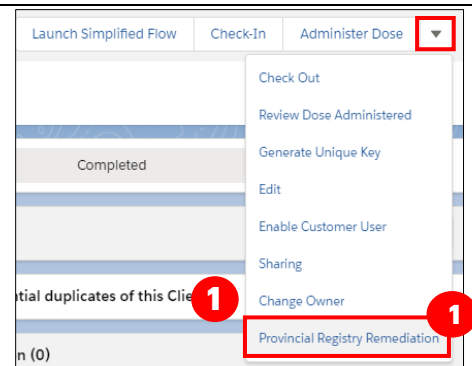 Launch Simplified Flow Check-In Administer Dose
Check Out
Review Dose Administered
Completed
Generate Unique Key
Edit
Enable Customer User
Sharing
ntial duplicates of this Clie
1
Change Owner
1
Provincial Registry Remediation
n (0)